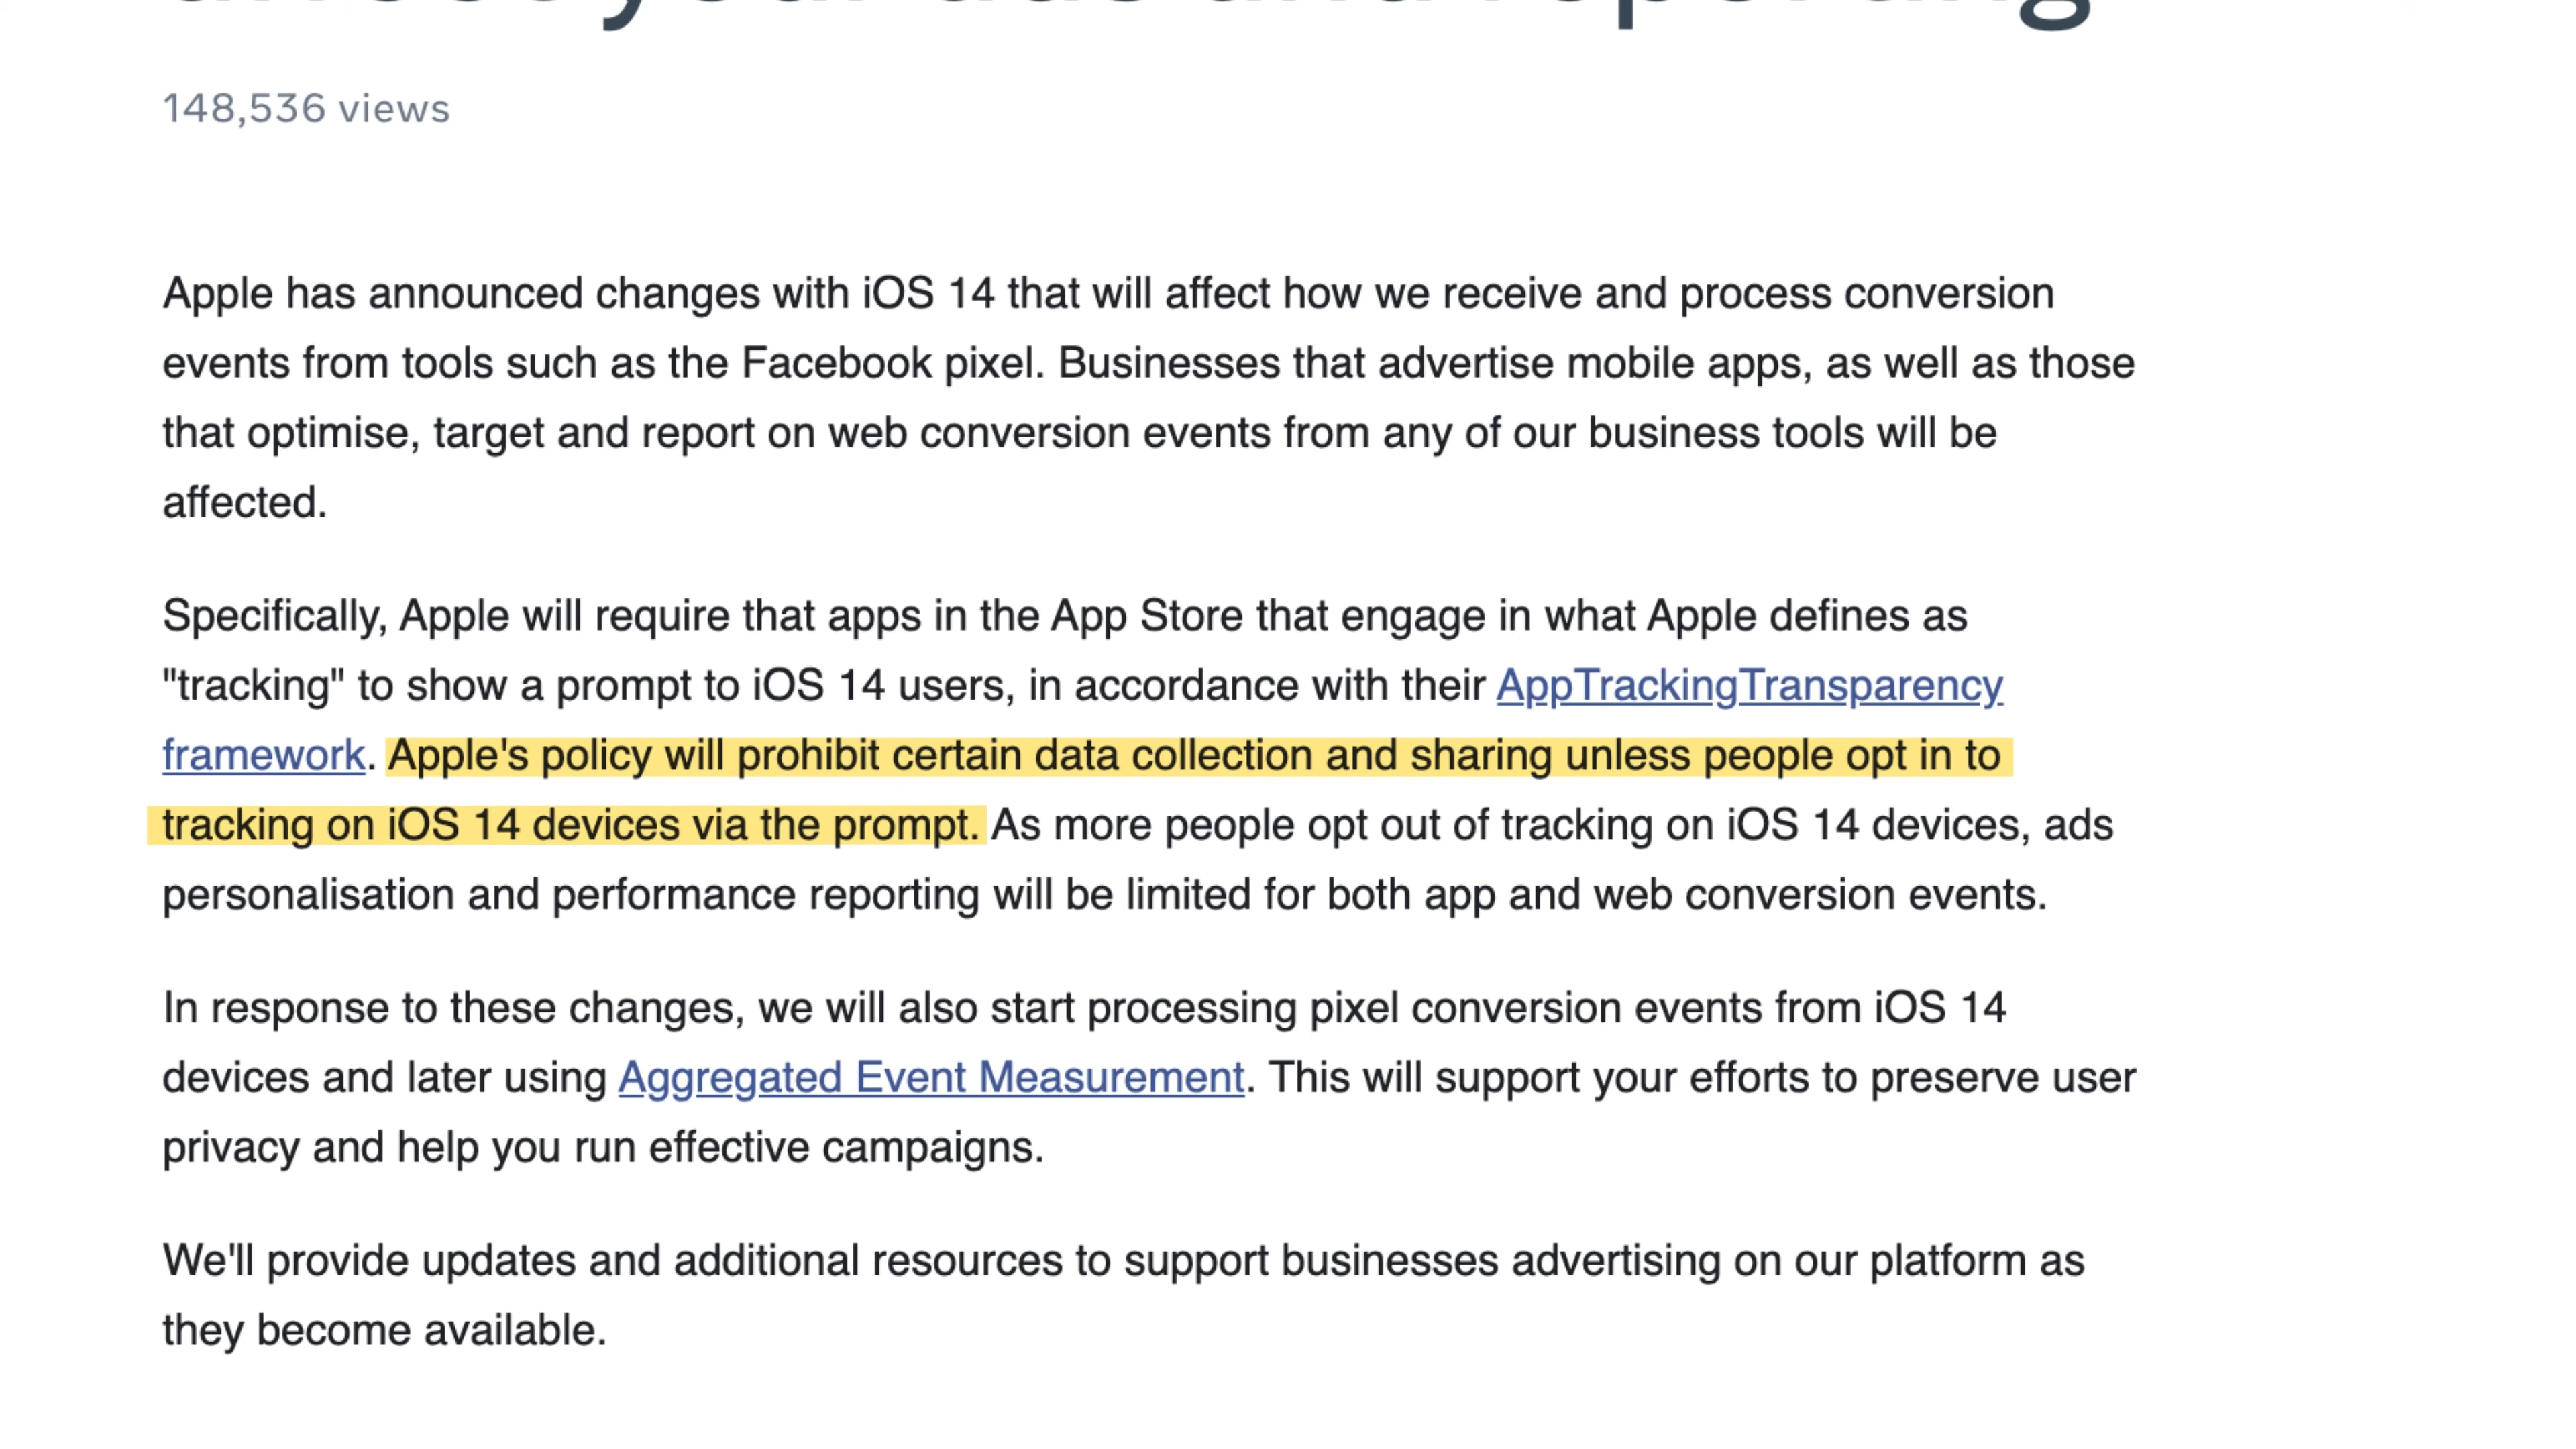 your ads and reporting
148,536 views
Apple has announced changes with iOS 14 that will affect how we receive and process conversion
events from tools such as the Facebook pixel. Businesses that advertise mobile apps, as well as those
that optimise, target and report on web conversion events from any of our business tools will be
affected.
Specifically, Apple will require that apps in the App Store that engage in what Apple defines as
"tracking" to show a prompt to iOS 14 users, in accordance with their AppTrackingTransparency
framework. Apple's policy will prohibit certain data collection and sharing unless people opt in to
tracking on iOS 14 devices via the prompt. As more people opt out of tracking on iOS 14 devices, ads
personalisation and performance reporting will be limited for both app and web conversion events.
In response to these changes, we will also start processing pixel conversion events from iOS 14
devices and later using Aggregated Event Measurement. This will support your efforts to preserve user
privacy and help you run effective campaigns.
We'll provide updates and additional resources to support businesses advertising on our platform as
they become available.